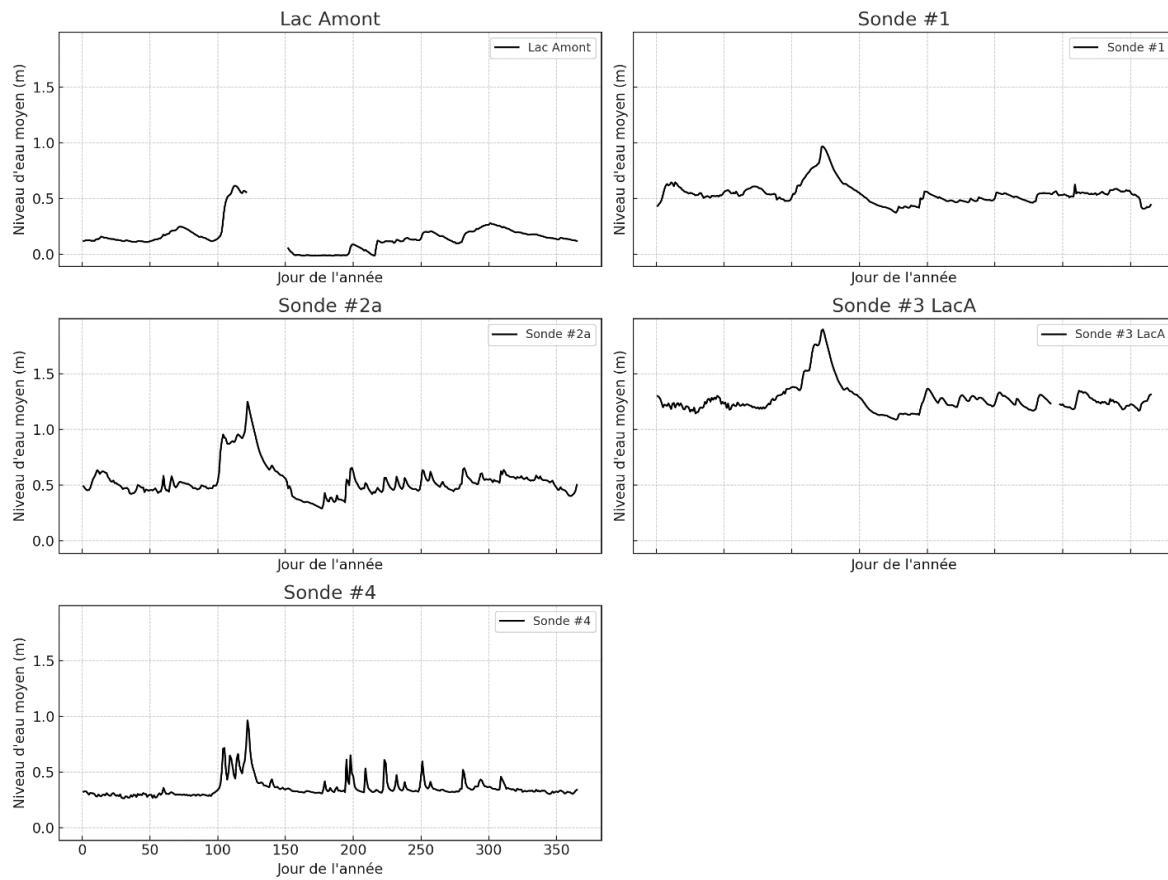 Lac Amont
Niveau d'eau moyen (m)
1.5
1.0
0.5
0.0
Lac Amont
Jour de l'année
Sonde #1
Niveau d'eau moyen (m)
Sonde #1
Jour de l'année
Sonde #2a
Niveau d'eau moyen (m)
1.5
1.0
0.5
0.0
Sonde #2a
Jour de l'année
Sonde #3 LacA
Niveau d'eau moyen (m)
Sonde #3 LacA
Jour de l'année
Sonde #4
Niveau d'eau moyen (m)
1.5
1.0
0.5
0.0
Sonde #4
0 50 100 150 200 250 300 350
Jour de l'année